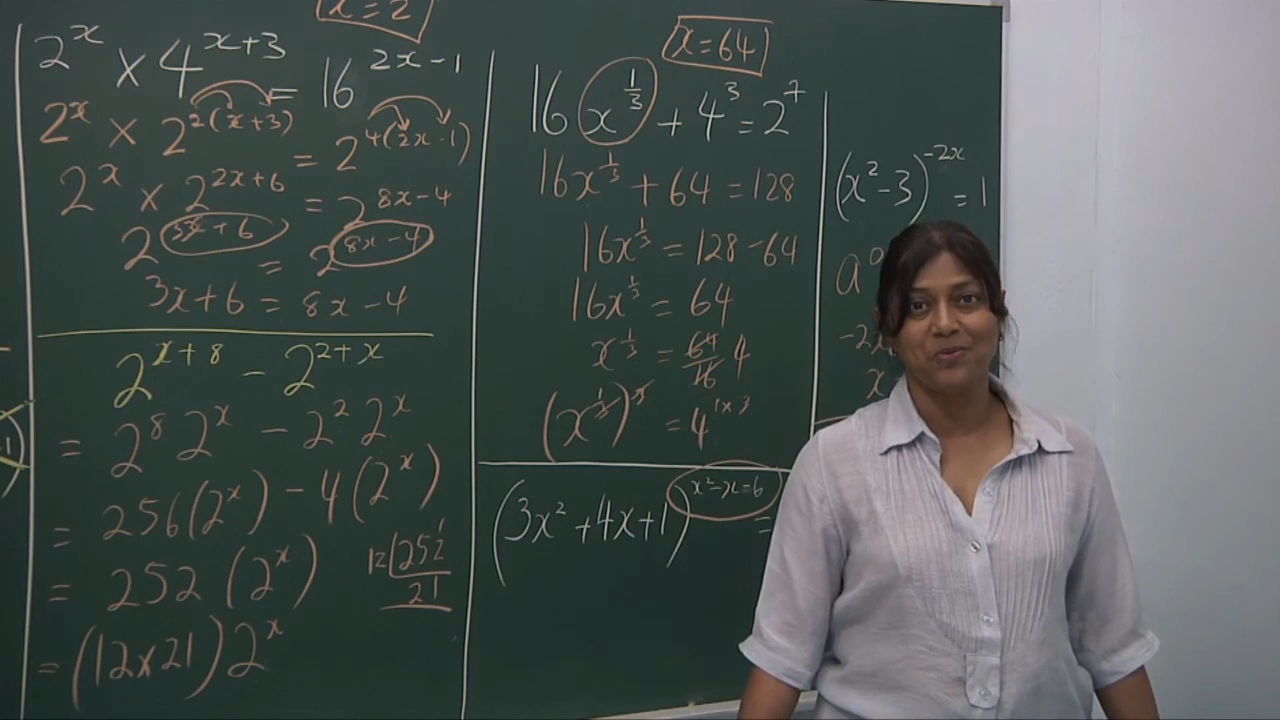 x = 2
2^x × 4^(x+3) = 16^(2x-1)
2^x × 2^(2(x+3)) = 2^(4(2x-1))
2^x × 2^(2x+6) = 2^(8x-4)
2^(3x+6) = 2^(8x-4)
3x+6 = 8x-4
2^(x+8) - 2^(2+x)
= 2^8 2^x - 2^2 2^x
= 256(2^x) - 4(2^x)
= 252 (2^x)
12 252
21
= (12×21) 2^x
x = 64
16x^(1/3) + 4^3 = 2^7
16x^(1/3) + 64 = 128
16x^(1/3) = 128 - 64
16x^(1/3) = 64
x^(1/3) = 64/16 4
(x^(1/3))^3 = 4^(1×3)
(3x^2 + 4x + 1)^(x^2-x=6) =
(x^2-3)^(-2x) = 1
a^0
-2x
x